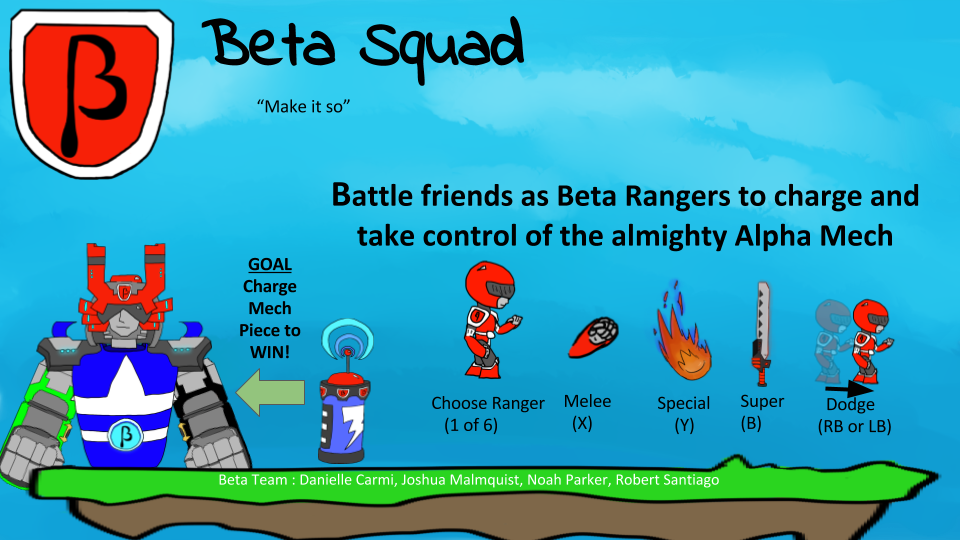 β
Beta Squad
“Make it so”
Battle friends as Beta Rangers to charge and
take control of the almighty Alpha Mech
GOAL
Charge
Mech
Piece to
WIN!
β
Choose Ranger
(1 of 6)
Melee
(X)
Special
(Y)
Super
(B)
Dodge
(RB or LB)
Beta Team : Danielle Carmi, Joshua Malmquist, Noah Parker, Robert Santiago